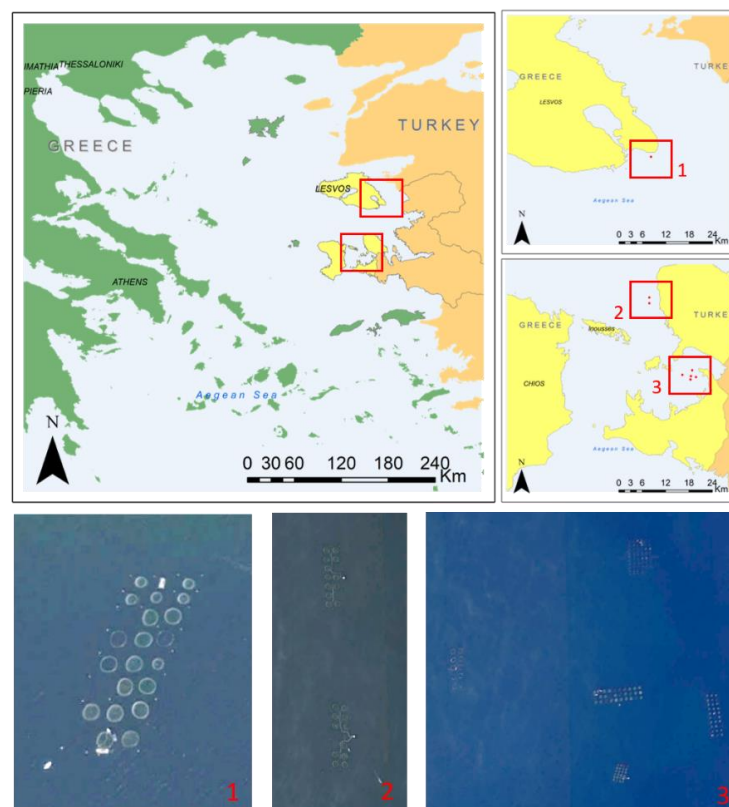 IMATHIA THESSALONIKI
PIERIA
GREECE
TURKEY
LESVOS
ATHENS
Aegean Sea
N
0 30 60 120 180 240
Km
GREECE
TURKE
LESVOS
1
Aegean Sea
N
0 3 6 12 18 24
Km
2
GREECE
Inousses
TURKE
3
CHIOS
Aegean Sea
N
0 3 6 12 18 24
Km
1
2
3